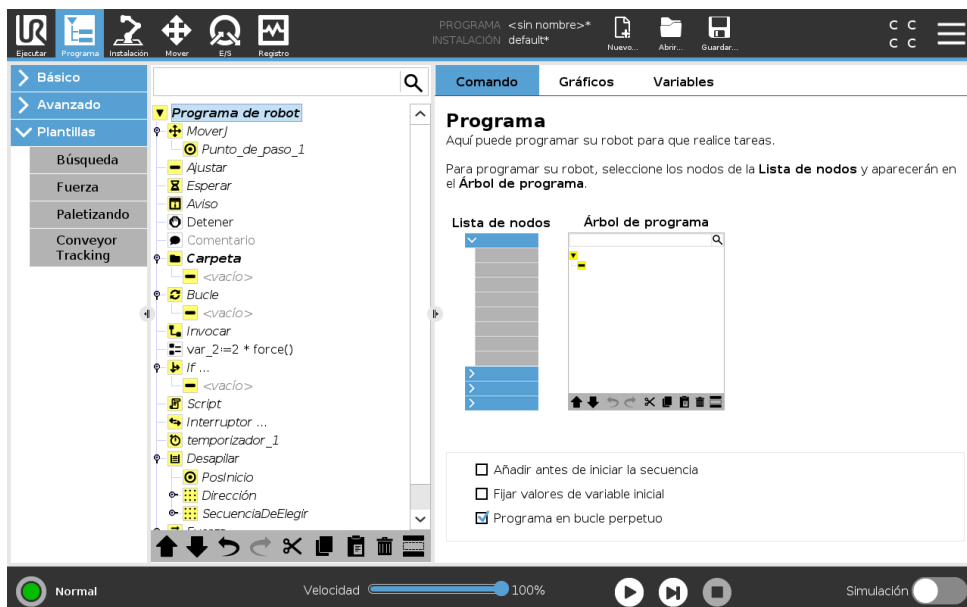 UR
PROGRAMA <sin nombre>*
INSTALACIÓN default*
Ejecutar
Programa
Instalación
Mover
E/S
Registro
Nuevo...
Abrir...
Guardar...
C C
C C
Básico
Avanzado
Plantillas
Búsqueda
Fuerza
Paletizando
Conveyor
Tracking
Programa de robot
MoverJ
Punto_de_paso_1
Ajustar
Esperar
Aviso
Detener
Comentario
Carpeta
<vacío>
Bucle
<vacío>
Invocar
var_2:=2 * force()
If ...
<vacío>
Script
Interruptor ...
temporizador_1
Desapilar
PosInicio
Dirección
SecuenciaDeElegir
Comando
Gráficos
Variables
Programa
Aquí puede programar su robot para que realice tareas.
Para programar su robot, seleccione los nodos de la Lista de nodos y aparecerán en
el Árbol de programa.
Lista de nodos
Árbol de programa
Añadir antes de iniciar la secuencia
Fijar valores de variable inicial
Programa en bucle perpetuo
Normal
Velocidad
100%
Simulación